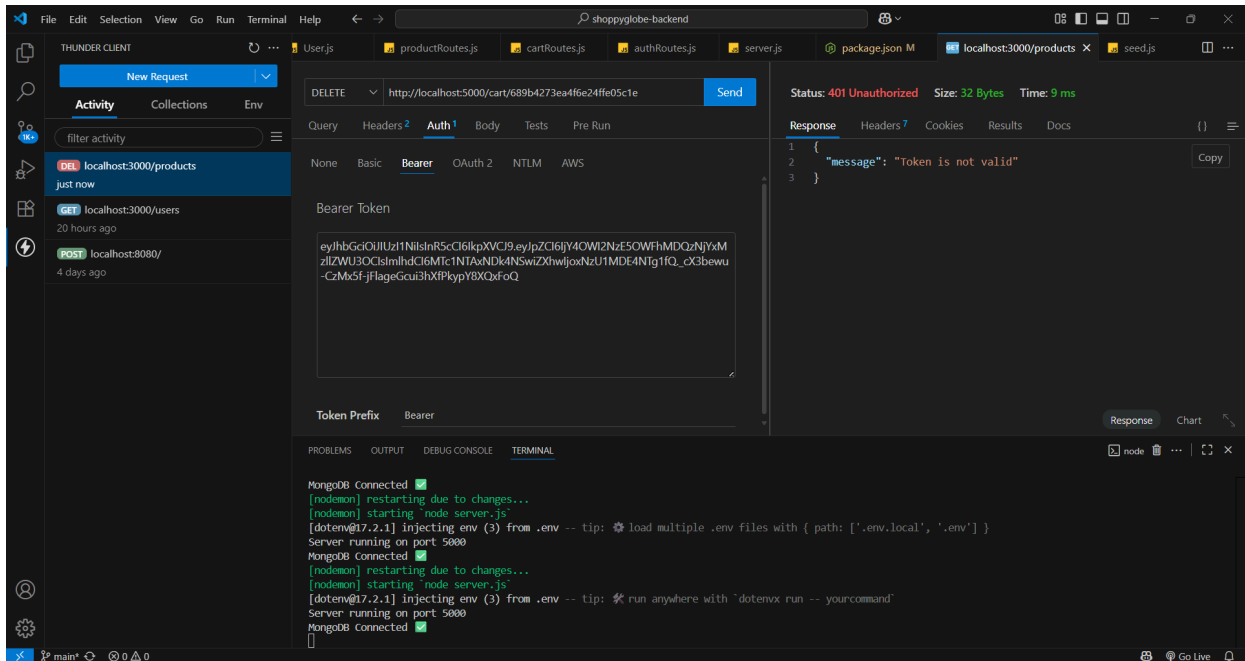 File Edit Selection View Go Run Terminal Help
shoppyglobe-backend
THUNDER CLIENT
User.js
productRoutes.js
cartRoutes.js
authRoutes.js
server.js
package.json M
GET localhost:3000/products
seed.js
New Request
Activity Collections Env
filter activity
1K+
DEL localhost:3000/products
just now
GET localhost:3000/users
20 hours ago
POST localhost:8080/
4 days ago
DELETE http://localhost:5000/cart/689b4273ea4f6e24ffe05c1e Send
Query Headers 2 Auth 1 Body Tests Pre Run
None Basic Bearer OAuth 2 NTLM AWS
Bearer Token
Token Prefix Bearer
Status: 401 Unauthorized Size: 32 Bytes Time: 9 ms
Response Headers 7 Cookies Results Docs {}
1 {
2 "message": "Token is not valid"
3 }
Copy
Response Chart
PROBLEMS OUTPUT DEBUG CONSOLE TERMINAL
node
MongoDB Connected ✅
[nodemon] restarting due to changes...
[nodemon] starting `node server.js`
[dotenv@17.2.1] injecting env (3) from .env -- tip: ⚙️ load multiple .env files with { path: ['.env.local', '.env'] }
Server running on port 5000
MongoDB Connected ✅
[nodemon] restarting due to changes...
[nodemon] starting `node server.js`
[dotenv@17.2.1] injecting env (3) from .env -- tip: 🛠️ run anywhere with `dotenvx run -- yourcommand`
Server running on port 5000
MongoDB Connected ✅
main* 0 0
Go Live